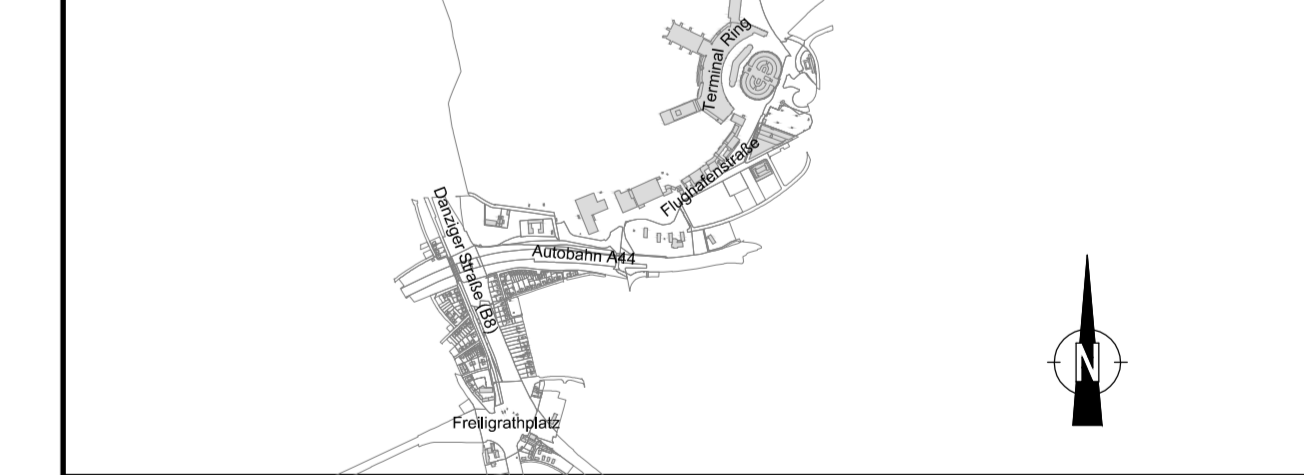 Terminal Ring
Flughafenstraße
Danziger Straße (B8)
Autobahn A44
N
Freiligrathplatz